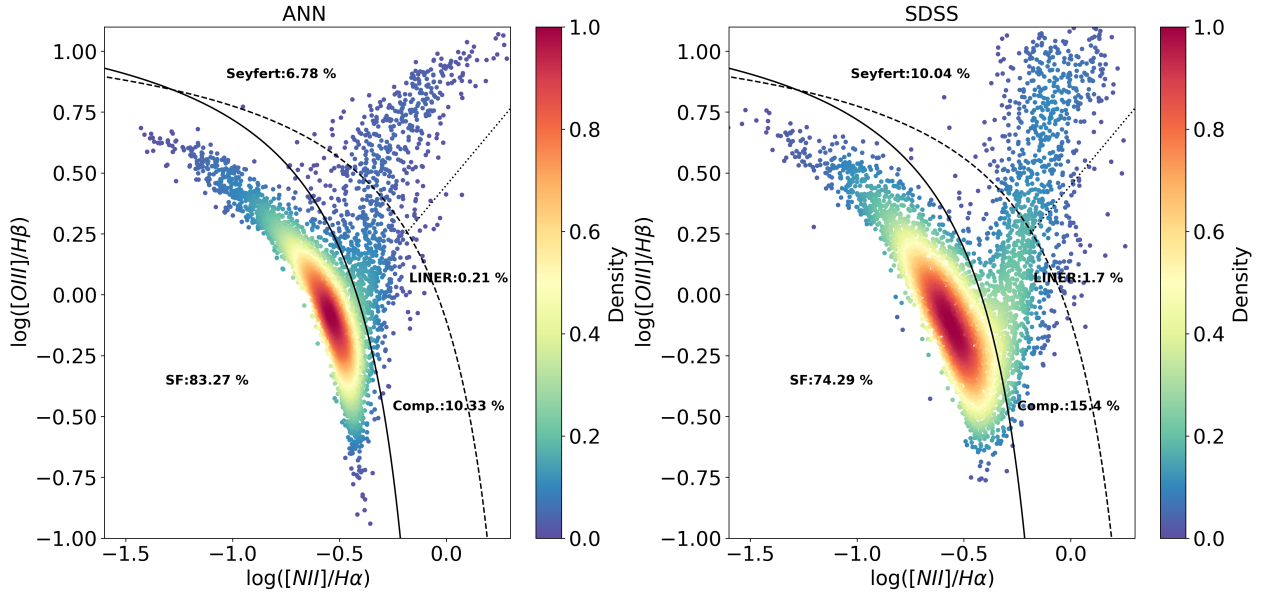 ANN
1.00
0.75
0.50
0.25
0.00
−0.25
−0.50
−0.75
−1.00
log([OIII]/Hβ)
Seyfert:6.78 %
LINER:0.21 %
SF:83.27 %
Comp.:10.33 %
−1.5
−1.0
−0.5
0.0
log([NII]/Hα)
1.0
0.8
0.6
0.4
0.2
0.0
Density
SDSS
1.00
0.75
0.50
0.25
0.00
−0.25
−0.50
−0.75
−1.00
log([OIII]/Hβ)
Seyfert:10.04 %
LINER:1.7 %
SF:74.29 %
Comp.:15.4 %
−1.5
−1.0
−0.5
0.0
log([NII]/Hα)
1.0
0.8
0.6
0.4
0.2
0.0
Density